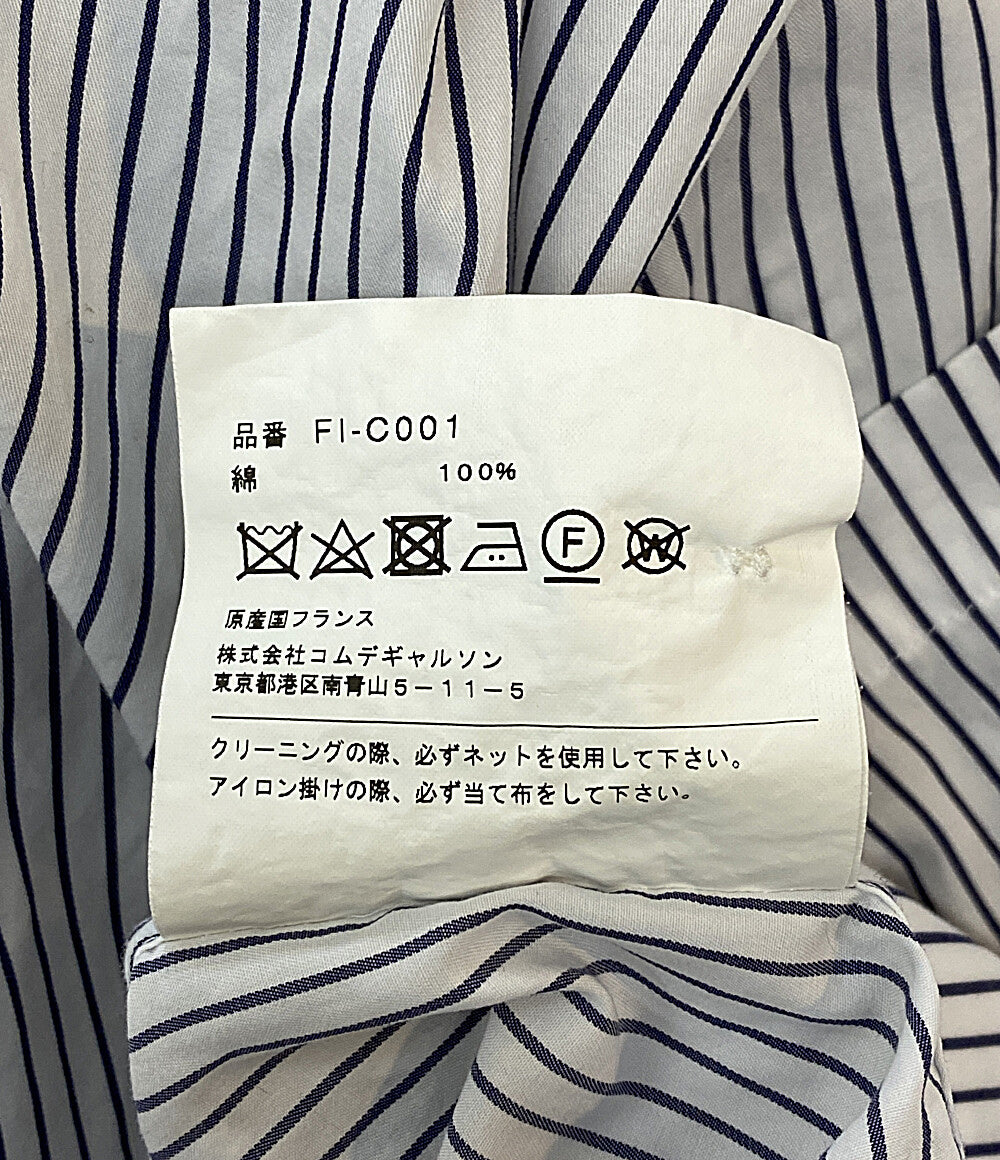 品番 FI-C001
綿 100%
F W
原産国フランス
株式会社コムデギャルソン
東京都港区南青山5-11-5
クリーニングの際、必ずネットを使用して下さい。
アイロン掛けの際、必ず当て布をして下さい。